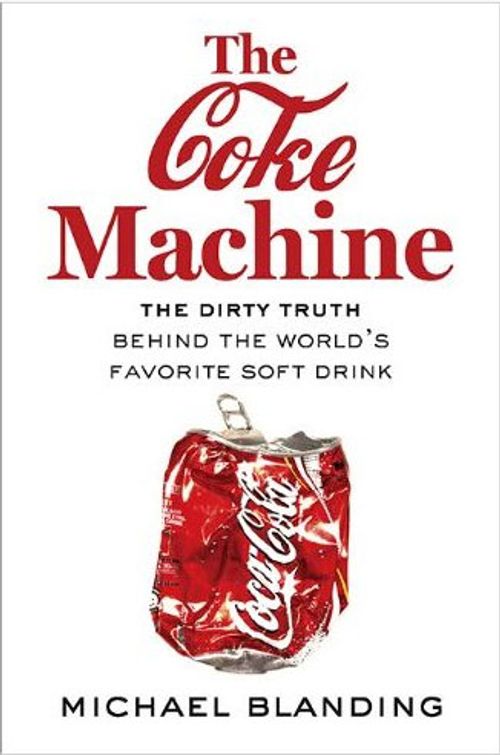 The
Coke
Machine
THE DIRTY TRUTH
BEHIND THE WORLD'S
FAVORITE SOFT DRINK
Coca-Cola
MICHAEL BLANDING